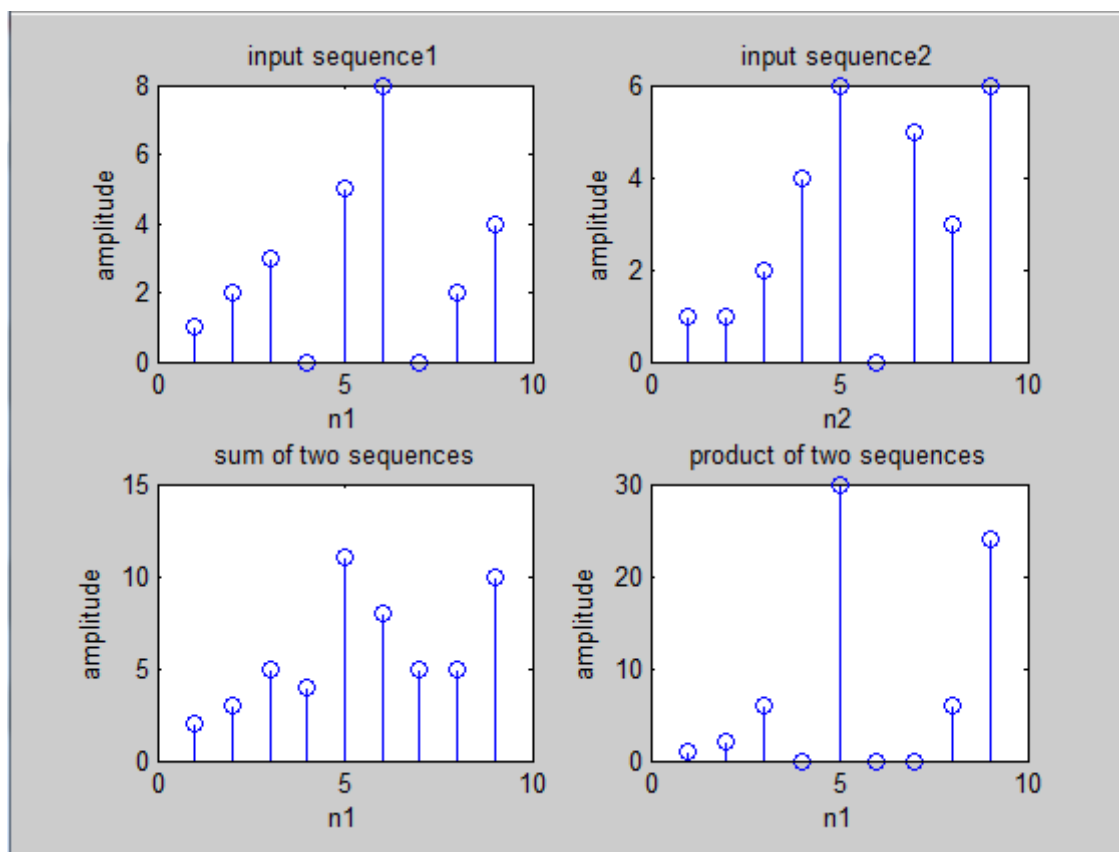 input sequence1
8
6
4
2
0
amplitude
0 5 10
n1
input sequence2
6
4
2
0
amplitude
0 5 10
n2
sum of two sequences
15
10
5
0
amplitude
0 5 10
n1
product of two sequences
30
20
10
0
amplitude
0 5 10
n1